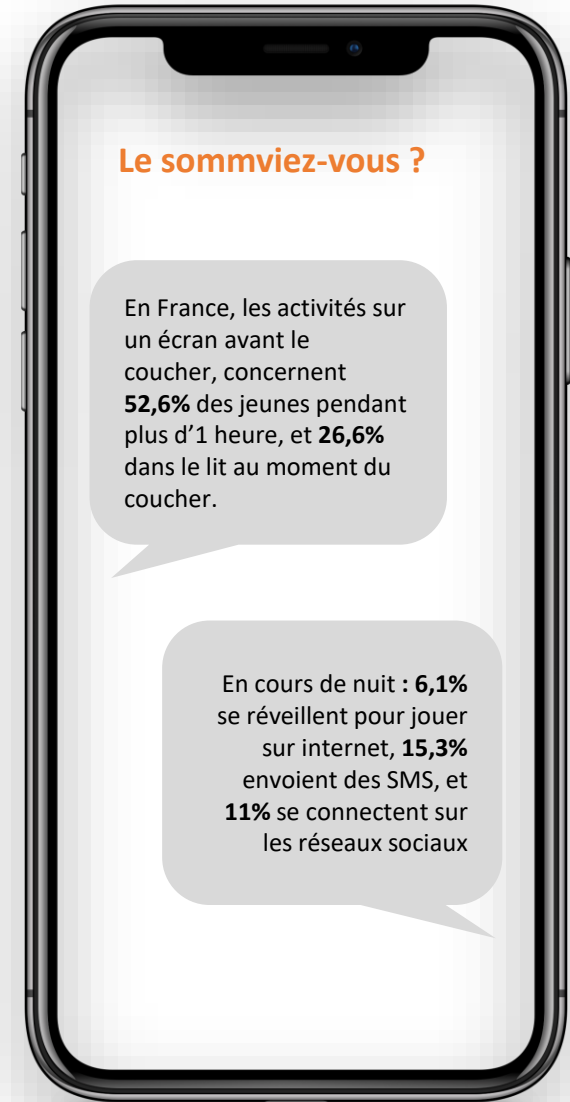 Le sommviez-vous ?
En France, les activités sur
un écran avant le
coucher, concernent
52,6% des jeunes pendant
plus d’1 heure, et 26,6%
dans le lit au moment du
coucher.
En cours de nuit : 6,1%
se réveillent pour jouer
sur internet, 15,3%
envoient des SMS, et
11% se connectent sur
les réseaux sociaux